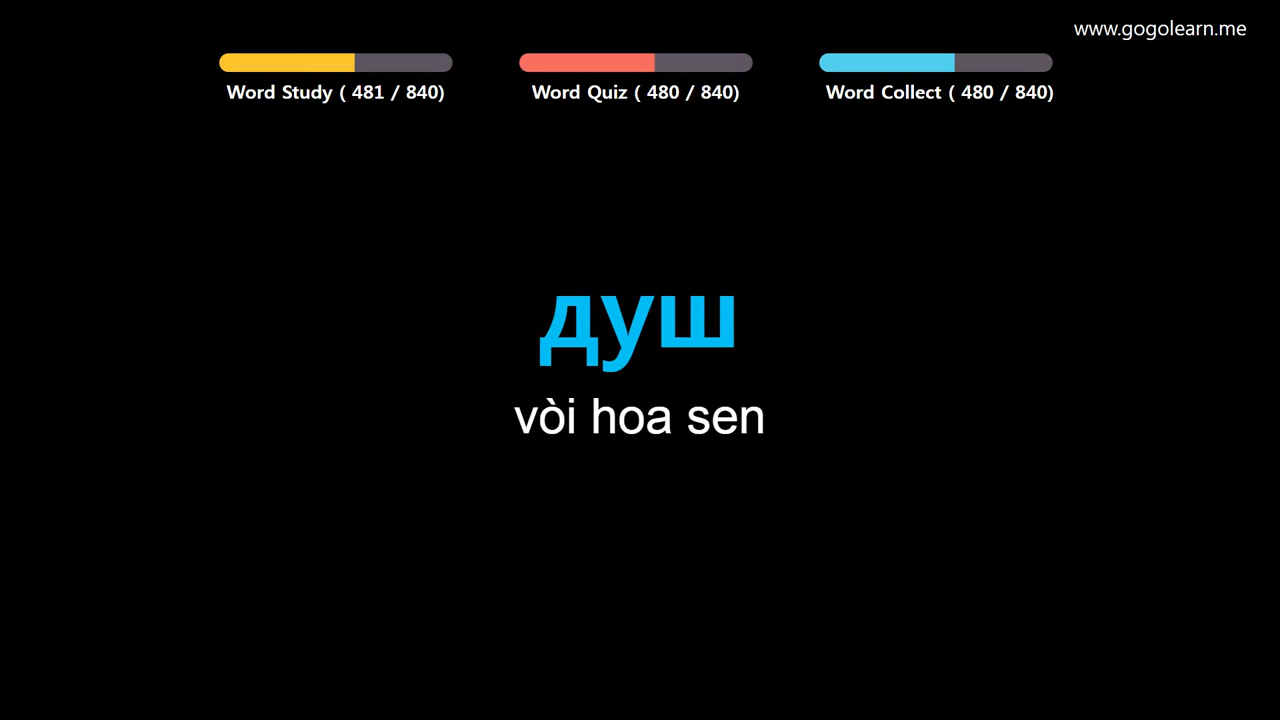 www.gogolearn.me
Word Study ( 481 / 840)
Word Quiz ( 480 / 840)
Word Collect ( 480 / 840)
душ
vòi hoa sen